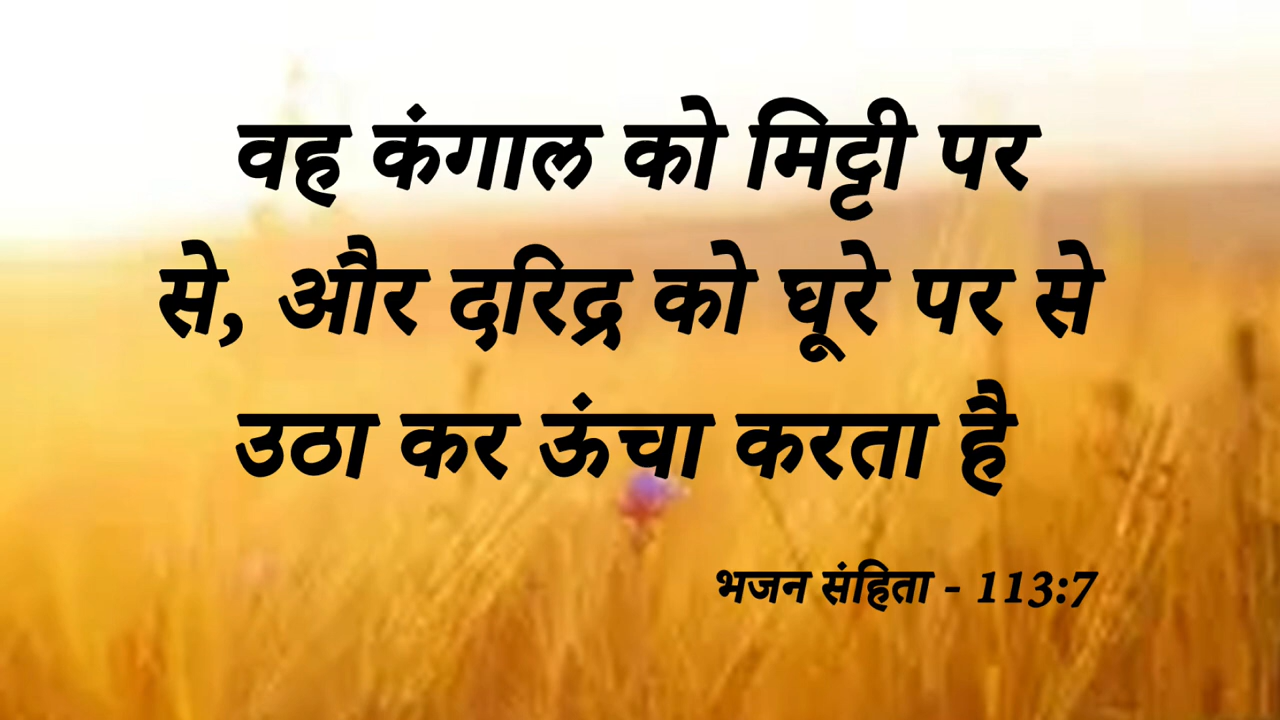 वह कंगाल को मिट्टी पर
से, और दरिद्र को घूरे पर से
उठा कर ऊंचा करता है
भजन संहिता - 113:7